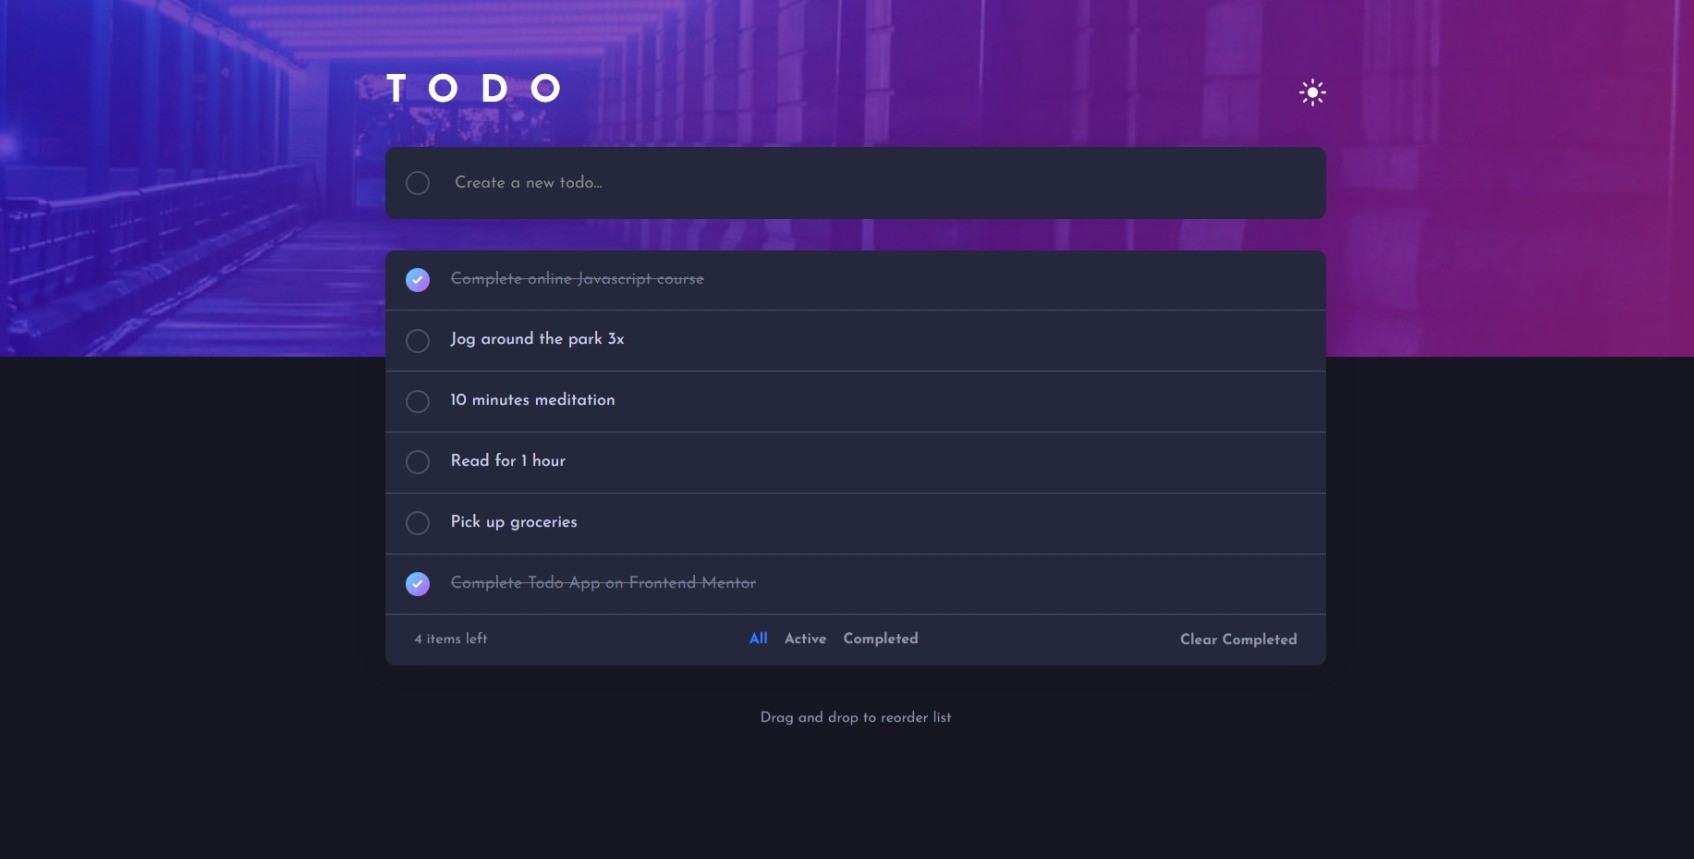 TODO
Create a new todo...
Complete online Javascript course
Jog around the park 3x
10 minutes meditation
Read for 1 hour
Pick up groceries
Complete Todo App on Frontend Mentor
4 items left All Active Completed Clear Completed
Drag and drop to reorder list